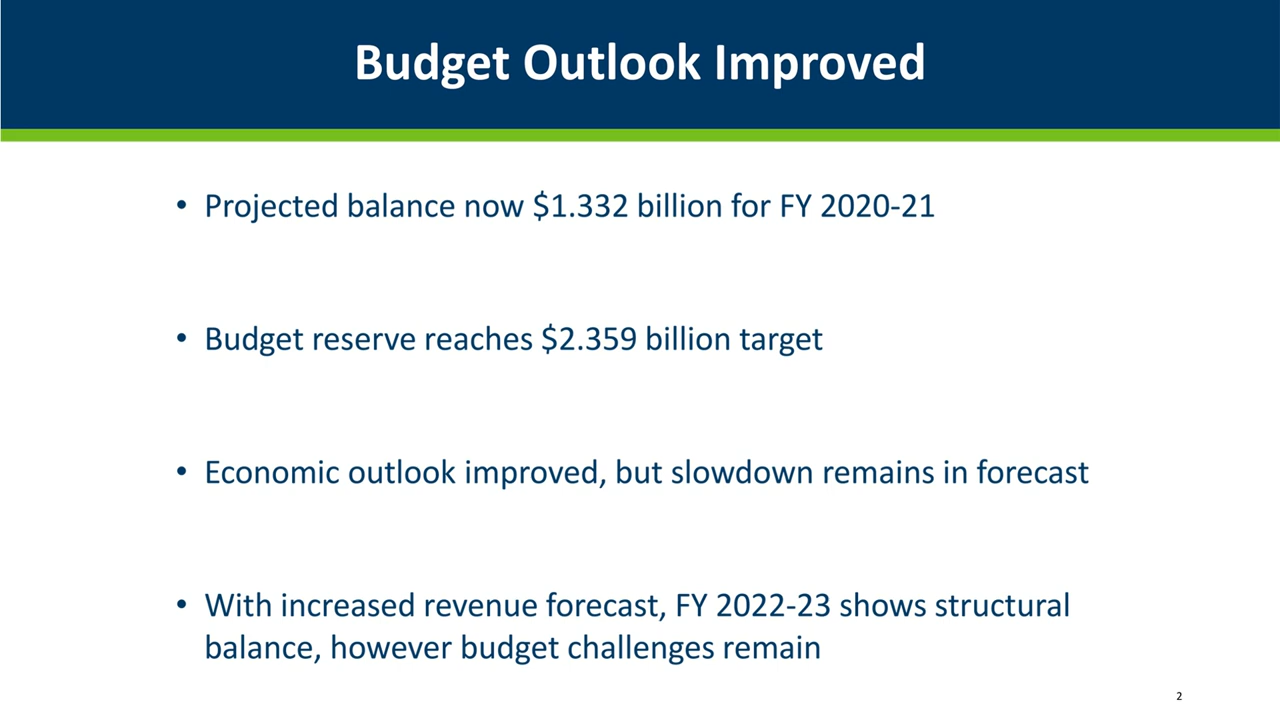 Budget Outlook Improved
• Projected balance now $1.332 billion for FY 2020-21
• Budget reserve reaches $2.359 billion target
• Economic outlook improved, but slowdown remains in forecast
• With increased revenue forecast, FY 2022-23 shows structural
balance, however budget challenges remain
2